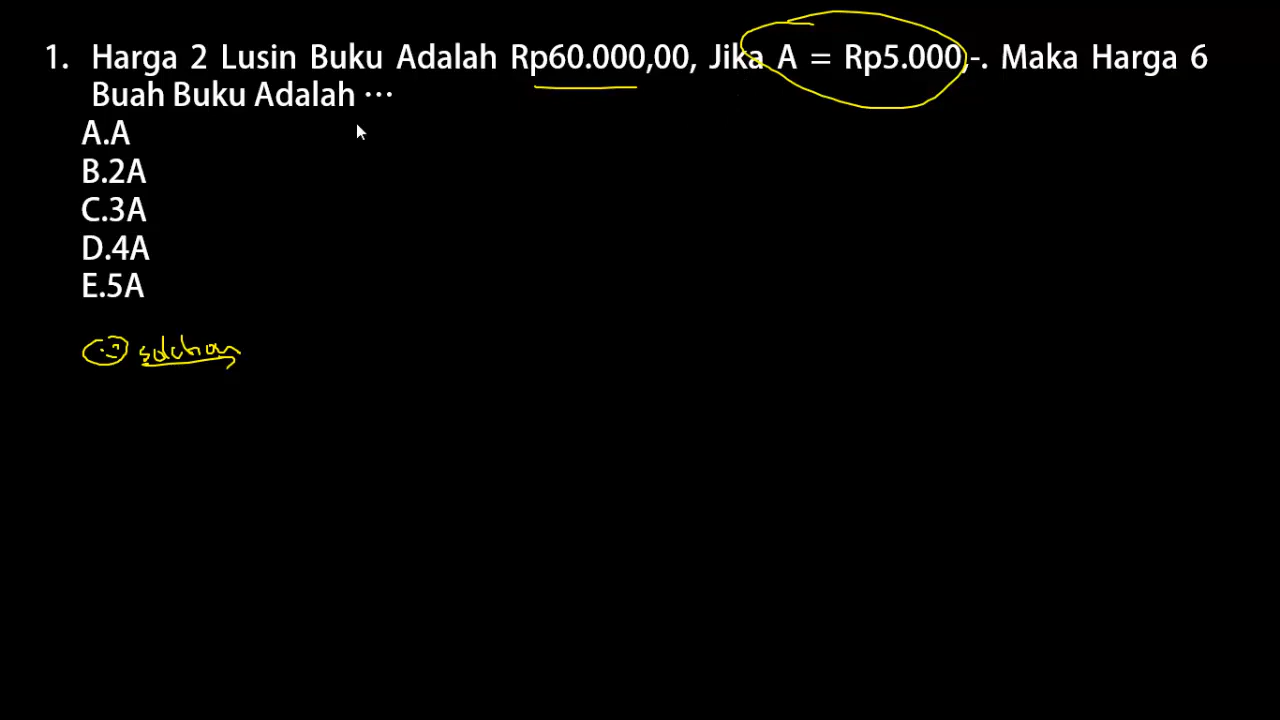 1. Harga 2 Lusin Buku Adalah Rp60.000,00, Jika A = Rp5.000,-. Maka Harga 6
Buah Buku Adalah ⋯
A.A
B.2A
C.3A
D.4A
E.5A